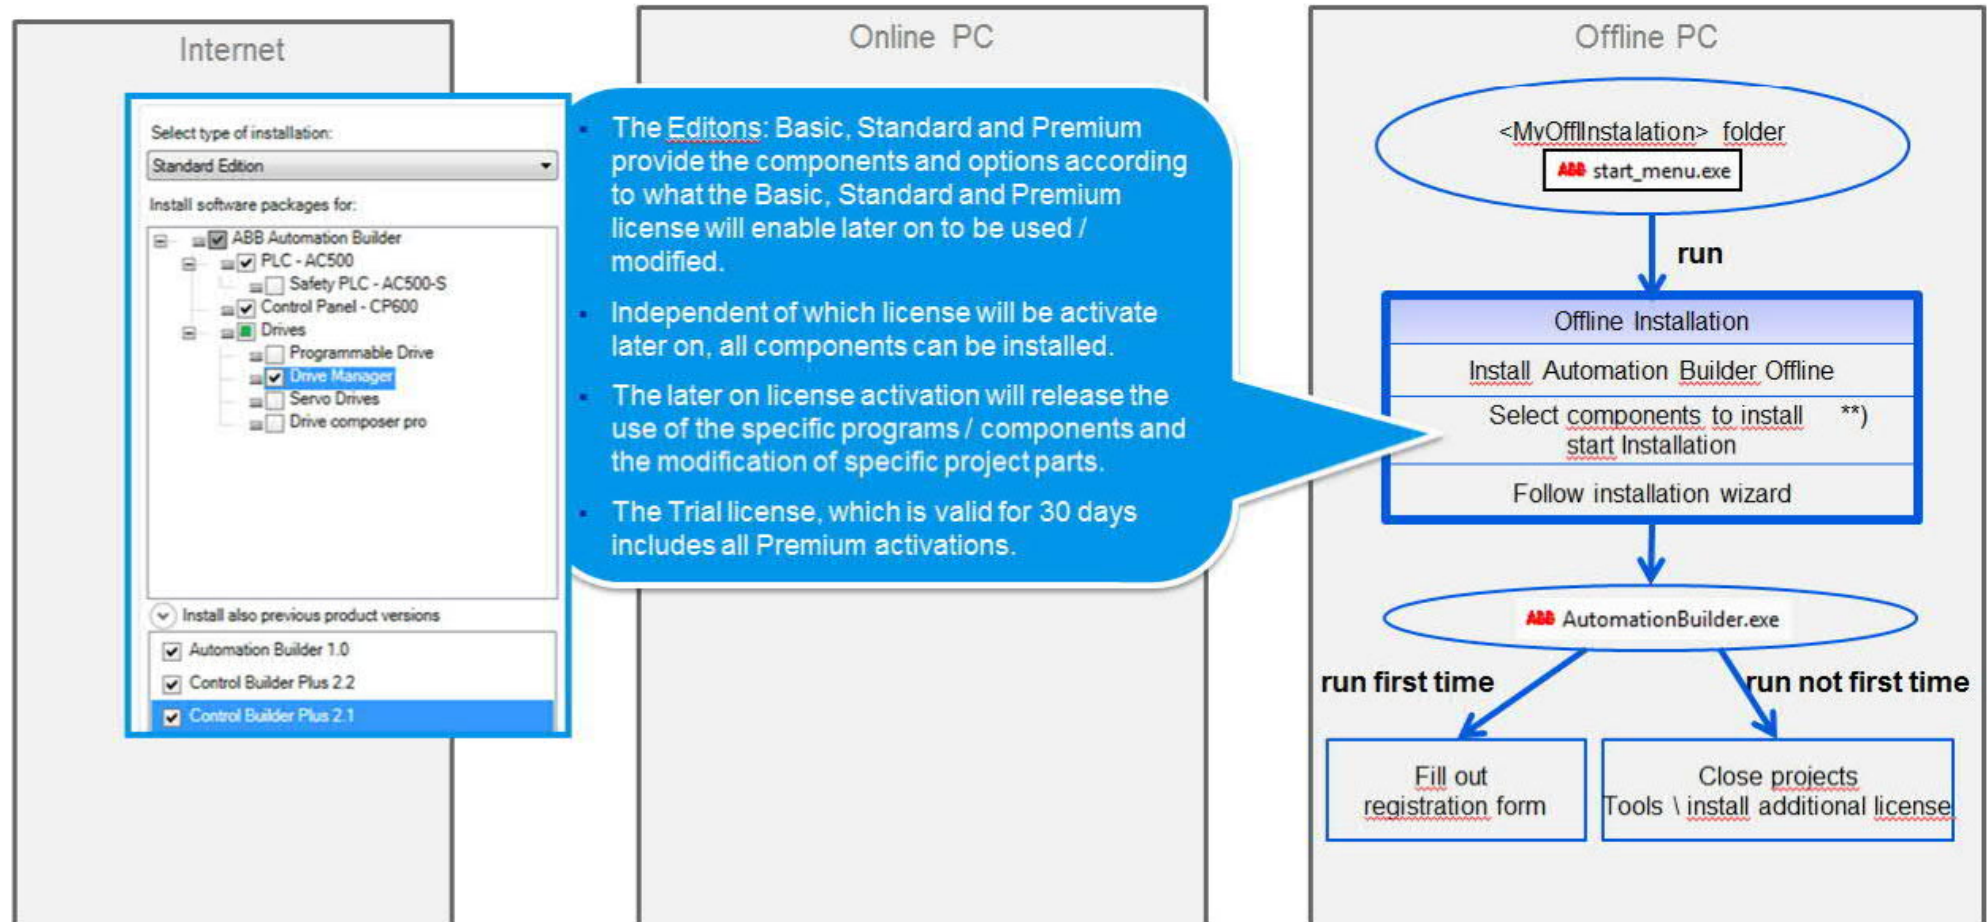 Internet
Select type of installation:
Standard Edition
Install software packages for:
ABB Automation Builder
PLC - AC500
Safety PLC - AC500-S
Control Panel - CP600
Drives
Programmable Drive
Drive Manager
Servo Drives
Drive composer pro
Install also previous product versions
Automation Builder 1.0
Control Builder Plus 2.2
Control Builder Plus 2.1
Online PC
▪ The Editons: Basic, Standard and Premium
provide the components and options according
to what the Basic, Standard and Premium
license will enable later on to be used /
modified.
▪ Independent of which license will be activate
later on, all components can be installed.
▪ The later on license activation will release the
use of the specific programs / components and
the modification of specific project parts.
▪ The Trial license, which is valid for 30 days
includes all Premium activations.
Offline PC
<MyOfflInstalation> folder
ABB start_menu.exe
run
Offline Installation
Install Automation Builder Offline
Select components to install **)
start Installation
Follow installation wizard
ABB AutomationBuilder.exe
run first time
run not first time
Fill out
registration form
Close projects
Tools \ install additional license